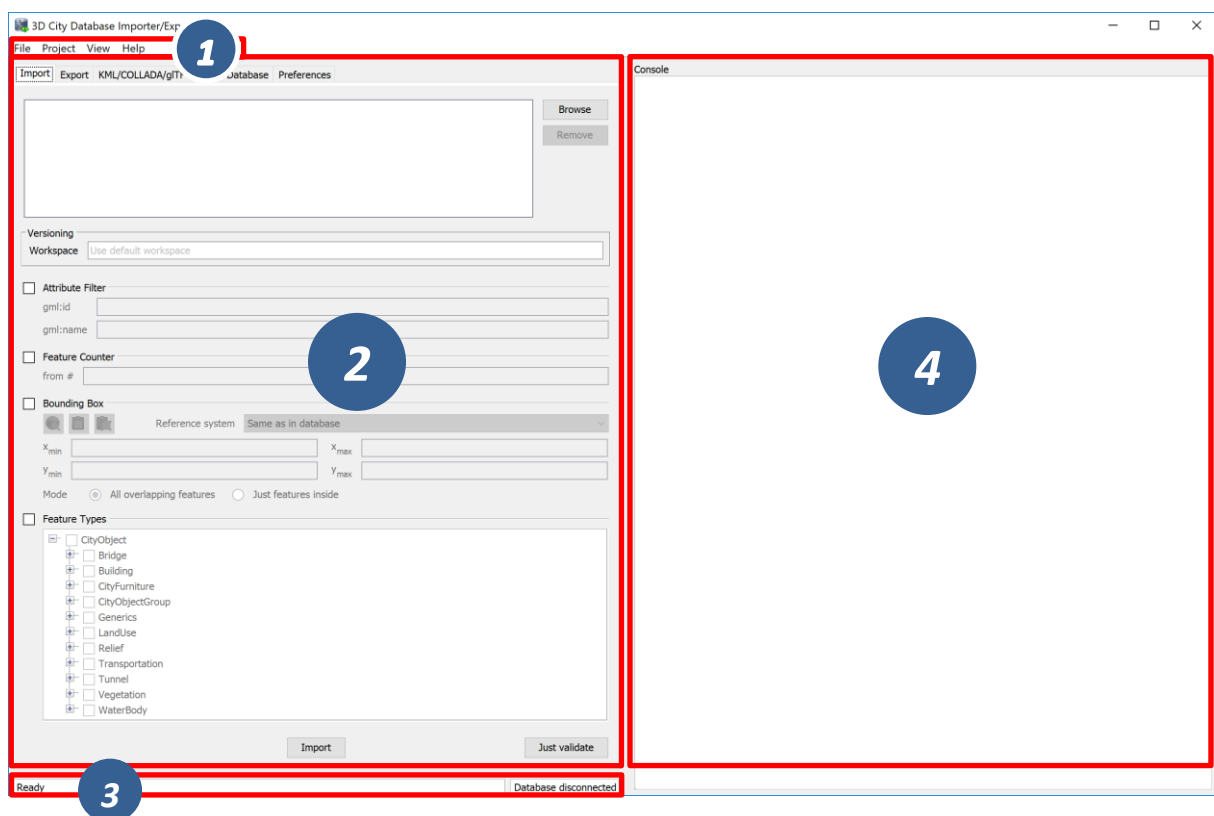 3D City Database Importer/Exp
File Project View Help
1
Import Export KML/COLLADA/glTF Database Preferences
Console
Browse
Remove
Versioning
Workspace Use default workspace
Attribute Filter
gml:id
gml:name
2
4
Feature Counter
from #
Bounding Box
Reference system Same as in database
xmin xmax
ymin ymax
Mode All overlapping features Just features inside
Feature Types
CityObject
Bridge
Building
CityFurniture
CityObjectGroup
Generics
LandUse
Relief
Transportation
Tunnel
Vegetation
WaterBody
Import Just validate
Ready Database disconnected
3